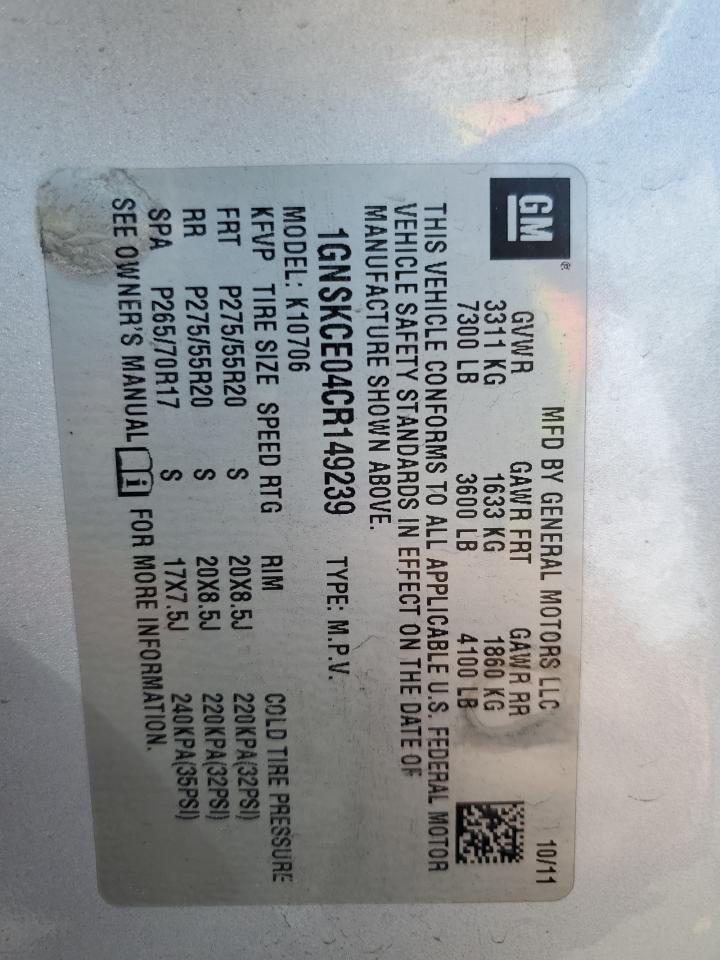 GM®
MFD BY GENERAL MOTORS LLC 10/11
GVWR GAWR FRT GAWR RR
3311 KG 1633 KG 1860 KG
7300 LB 3600 LB 4100 LB
THIS VEHICLE CONFORMS TO ALL APPLICABLE U.S. FEDERAL MOTOR
VEHICLE SAFETY STANDARDS IN EFFECT ON THE DATE OF
MANUFACTURE SHOWN ABOVE.
1GNSKCE04CR149239 TYPE: M.P.V.
MODEL: K10706
KFVP TIRE SIZE SPEED RTG RIM COLD TIRE PRESSURE
FRT P275/55R20 S 20X8.5J 220KPA(32PSI)
RR P275/55R20 S 20X8.5J 220KPA(32PSI)
SPA P265/70R17 S 17X7.5J 240KPA(35PSI)
SEE OWNER'S MANUAL i FOR MORE INFORMATION.